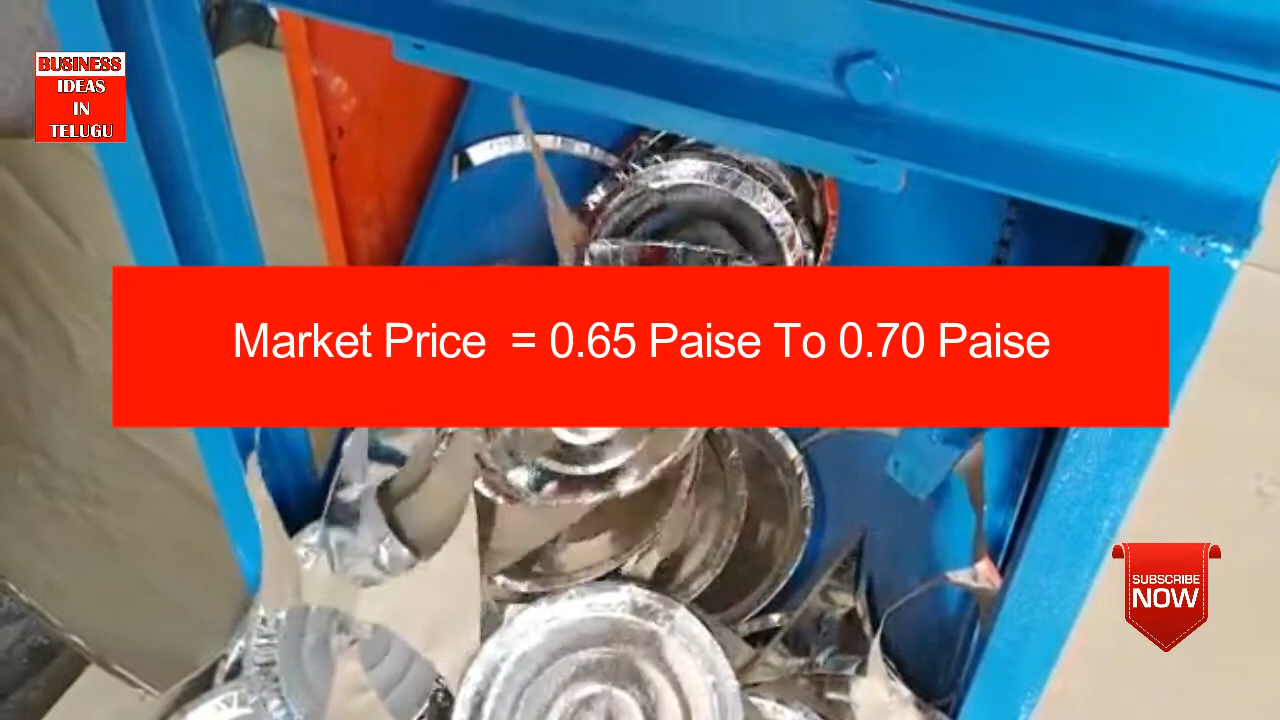 BUSINESS
IDEAS
IN
TELUGU
Market Price = 0.65 Paise To 0.70 Paise
SUBSCRIBE
NOW